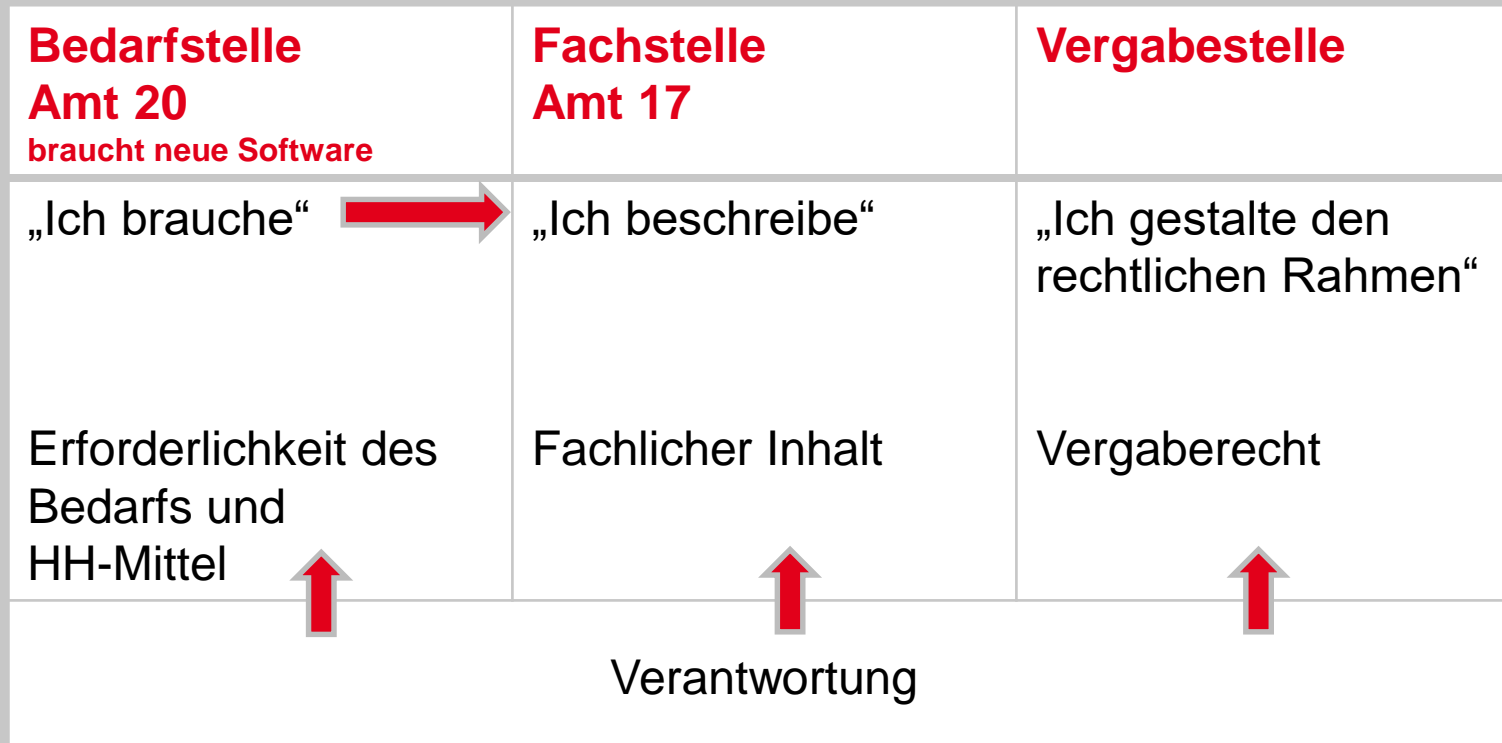 Bedarfstelle
Amt 20
braucht neue Software
Fachstelle
Amt 17
Vergabestelle
„Ich brauche“
„Ich beschreibe“
„Ich gestalte den
rechtlichen Rahmen“
Erforderlichkeit des
Bedarfs und
HH-Mittel
Fachlicher Inhalt
Vergaberecht
Verantwortung